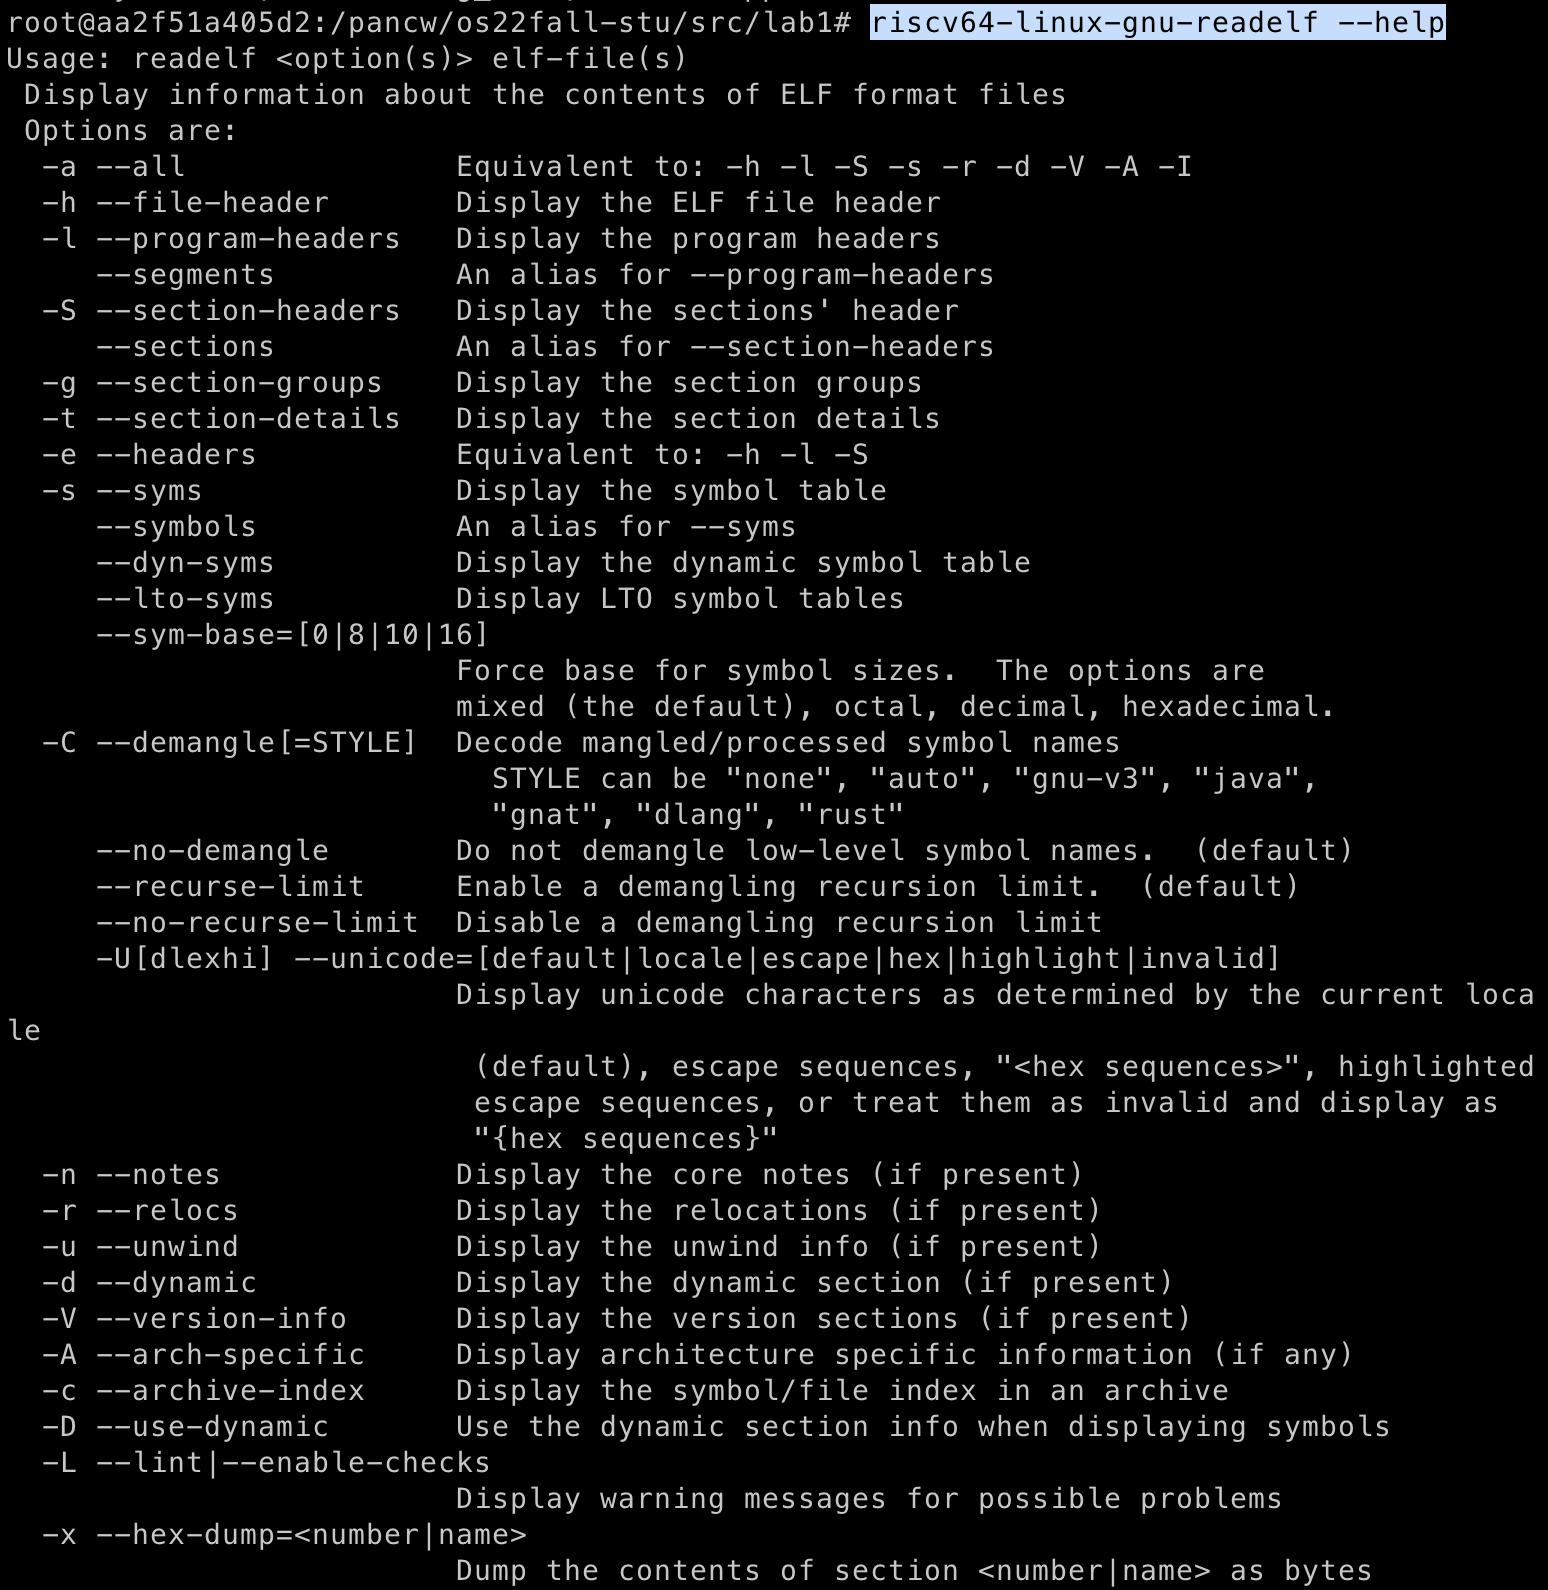 root@aa2f51a405d2:/pancw/os22fall-stu/src/lab1# riscv64-linux-gnu-readelf --help
Usage: readelf <option(s)> elf-file(s)
 Display information about the contents of ELF format files
 Options are:
  -a --all               Equivalent to: -h -l -S -s -r -d -V -A -I
  -h --file-header       Display the ELF file header
  -l --program-headers   Display the program headers
     --segments          An alias for --program-headers
  -S --section-headers   Display the sections' header
     --sections          An alias for --section-headers
  -g --section-groups    Display the section groups
  -t --section-details   Display the section details
  -e --headers           Equivalent to: -h -l -S
  -s --syms              Display the symbol table
     --symbols           An alias for --syms
     --dyn-syms          Display the dynamic symbol table
     --lto-syms          Display LTO symbol tables
     --sym-base=[0|8|10|16]
                         Force base for symbol sizes.  The options are
                         mixed (the default), octal, decimal, hexadecimal.
  -C --demangle[=STYLE]  Decode mangled/processed symbol names
                           STYLE can be "none", "auto", "gnu-v3", "java",
                           "gnat", "dlang", "rust"
     --no-demangle       Do not demangle low-level symbol names.  (default)
     --recurse-limit     Enable a demangling recursion limit.  (default)
     --no-recurse-limit  Disable a demangling recursion limit
     -U[dlexhi] --unicode=[default|locale|escape|hex|highlight|invalid]
                         Display unicode characters as determined by the current loca
le
                          (default), escape sequences, "<hex sequences>", highlighted
                          escape sequences, or treat them as invalid and display as
                          "{hex sequences}"
  -n --notes             Display the core notes (if present)
  -r --relocs            Display the relocations (if present)
  -u --unwind            Display the unwind info (if present)
  -d --dynamic           Display the dynamic section (if present)
  -V --version-info      Display the version sections (if present)
  -A --arch-specific     Display architecture specific information (if any)
  -c --archive-index     Display the symbol/file index in an archive
  -D --use-dynamic       Use the dynamic section info when displaying symbols
  -L --lint|--enable-checks
                         Display warning messages for possible problems
  -x --hex-dump=<number|name>
                         Dump the contents of section <number|name> as bytes